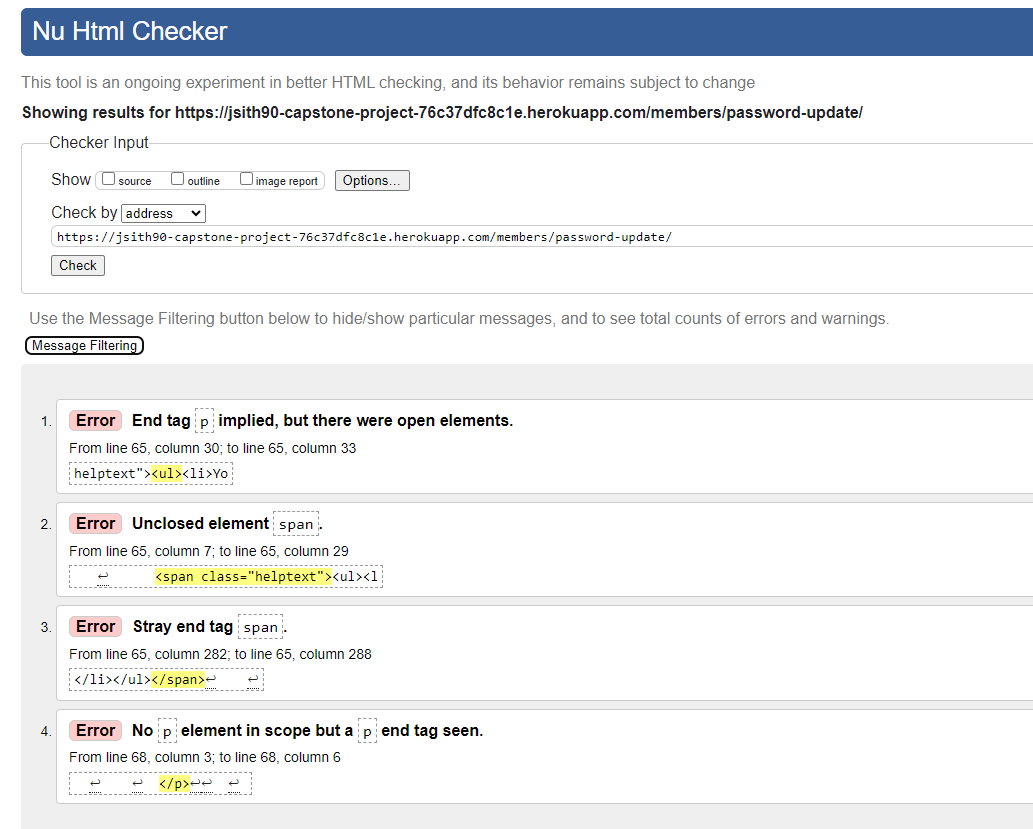 Nu Html Checker
This tool is an ongoing experiment in better HTML checking, and its behavior remains subject to change
Showing results for https://jsith90-capstone-project-76c37dfc8c1e.herokuapp.com/members/password-update/
Checker Input
Show source outline image report Options...
Check by address
https://jsith90-capstone-project-76c37dfc8c1e.herokuapp.com/members/password-update/
Check
Use the Message Filtering button below to hide/show particular messages, and to see total counts of errors and warnings.
Message Filtering
1. Error End tag p implied, but there were open elements.
From line 65, column 30; to line 65, column 33
helptext"><ul><li>Yo
2. Error Unclosed element span.
From line 65, column 7; to line 65, column 29
↩ <span class="helptext"><ul><l
3. Error Stray end tag span.
From line 65, column 282; to line 65, column 288
</li></ul></span>↩ ↩
4. Error No p element in scope but a p end tag seen.
From line 68, column 3; to line 68, column 6
↩ ↩ </p>↩↩ ↩